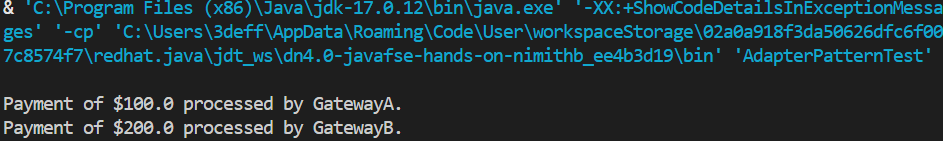 & 'C:\Program Files (x86)\Java\jdk-17.0.12\bin\java.exe' '-XX:+ShowCodeDetailsInExceptionMessa
ges' '-cp' 'C:\Users\3deff\AppData\Roaming\Code\User\workspaceStorage\02a0a918f3da50626dfc6f00
7c8574f7\redhat.java\jdt_ws\dn4.0-javafse-hands-on-nimithb_ee4b3d19\bin' 'AdapterPatternTest'
Payment of $100.0 processed by GatewayA.
Payment of $200.0 processed by GatewayB.